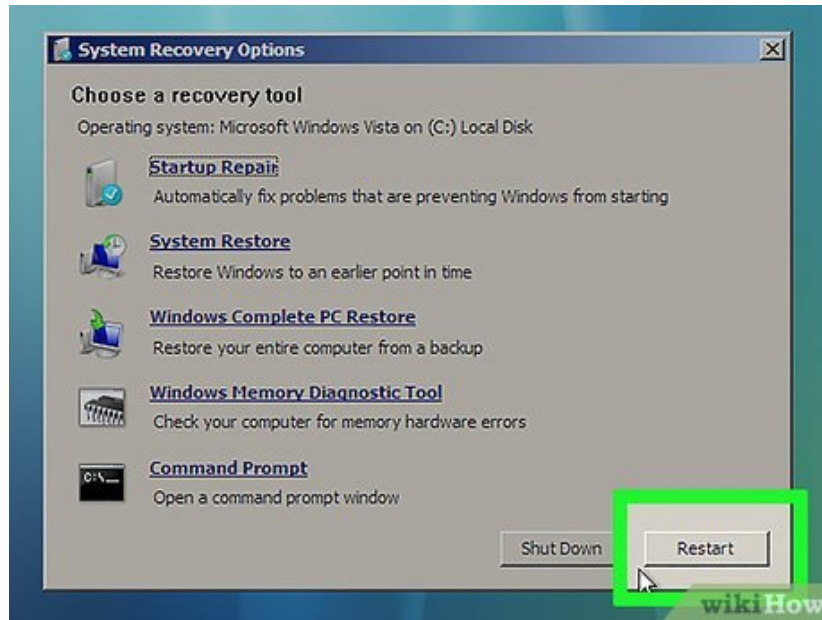 System Recovery Options
Choose a recovery tool
Operating system: Microsoft Windows Vista on (C:) Local Disk
Startup Repair
Automatically fix problems that are preventing Windows from starting
System Restore
Restore Windows to an earlier point in time
Windows Complete PC Restore
Restore your entire computer from a backup
Windows Memory Diagnostic Tool
Check your computer for memory hardware errors
C:\_
Command Prompt
Open a command prompt window
Shut Down Restart
wikiHow